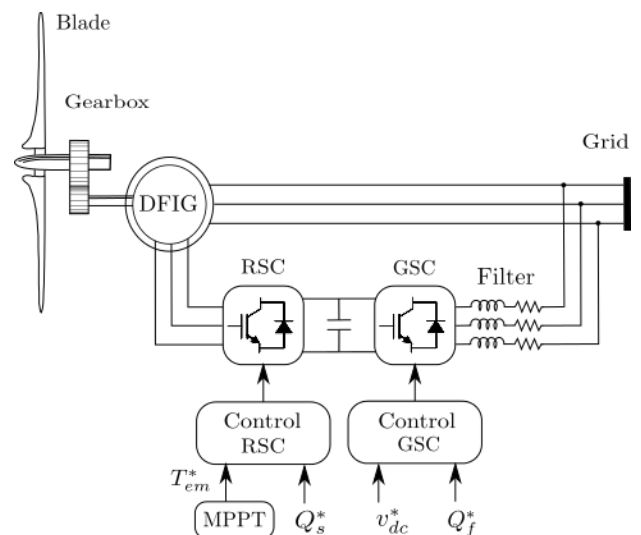 Blade
Gearbox
Grid
DFIG
RSC
GSC
Filter
Control
RSC
Control
GSC
T*em
MPPT
Q*s
v*dc
Q*f